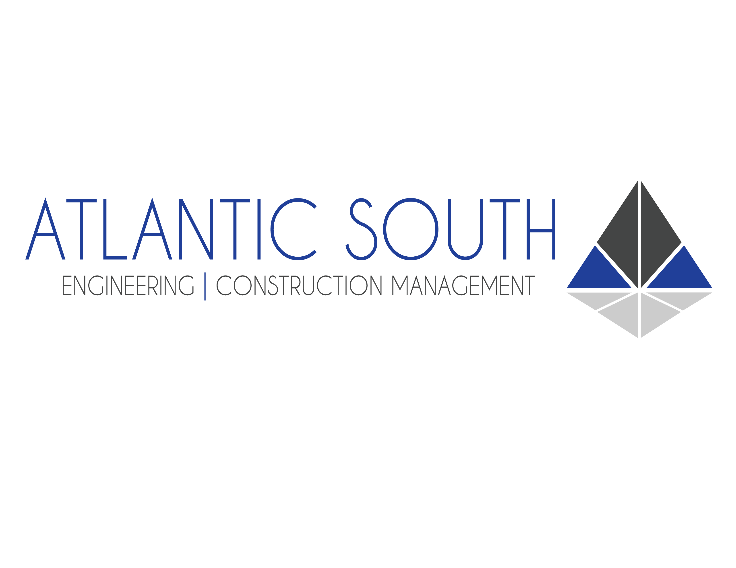 ATLANTIC SOUTH
ENGINEERING | CONSTRUCTION MANAGEMENT